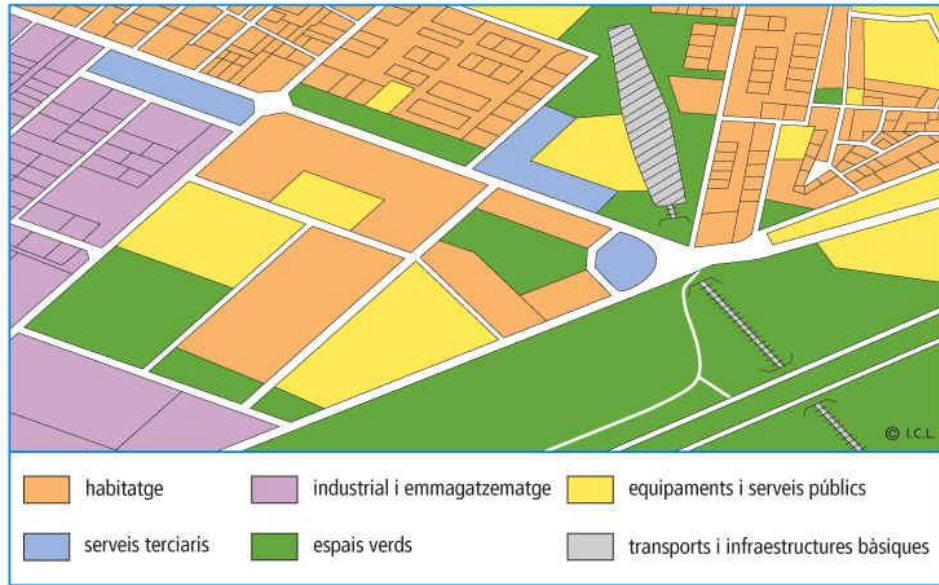 © I.C.L.
habitatge
industrial i emmagatzematge
equipaments i serveis públics
serveis terciaris
espais verds
transports i infraestructures bàsiques